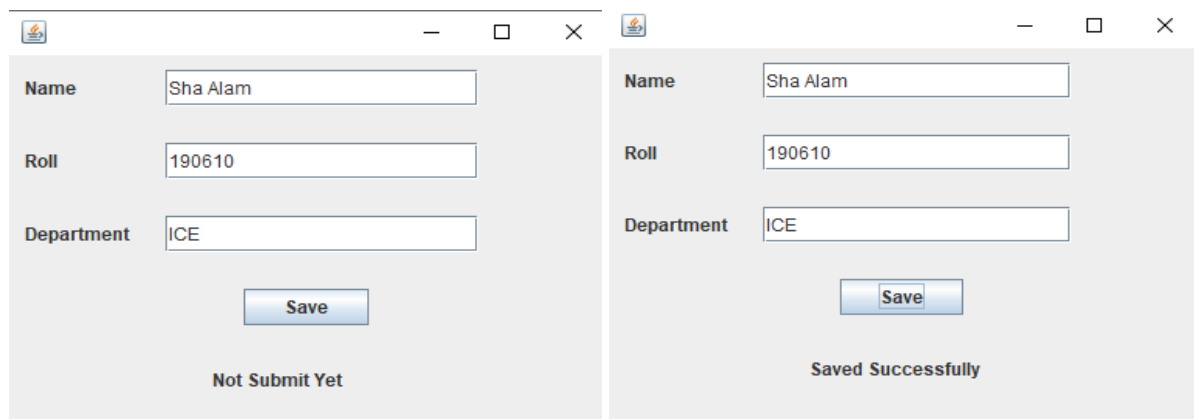 Name Sha Alam
Roll 190610
Department ICE
Save
Not Submit Yet
Name Sha Alam
Roll 190610
Department ICE
Save
Saved Successfully